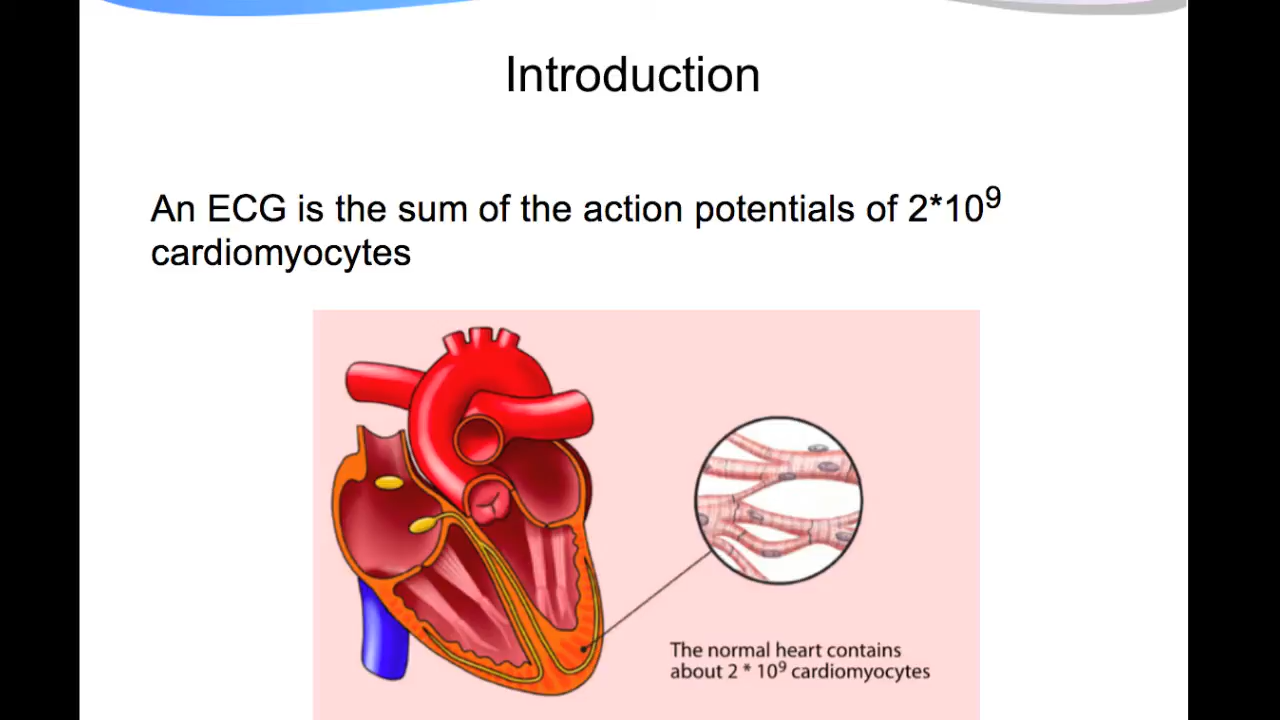 Introduction
An ECG is the sum of the action potentials of 2*10⁹
cardiomyocytes
The normal heart contains
about 2 * 10⁹ cardiomyocytes